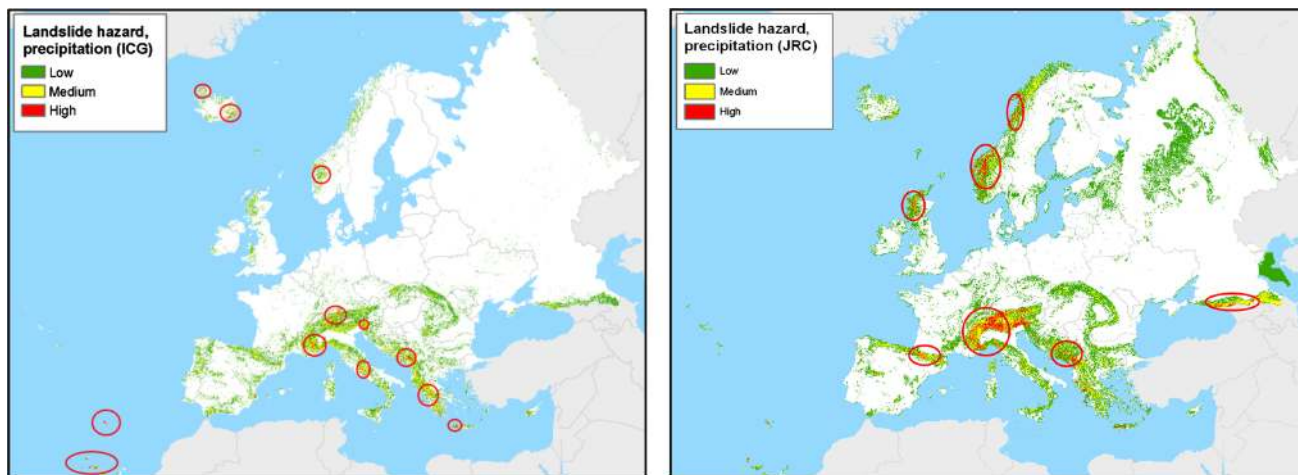 Landslide hazard,
precipitation (ICG)
Low
Medium
High
Landslide hazard,
precipitation (JRC)
Low
Medium
High